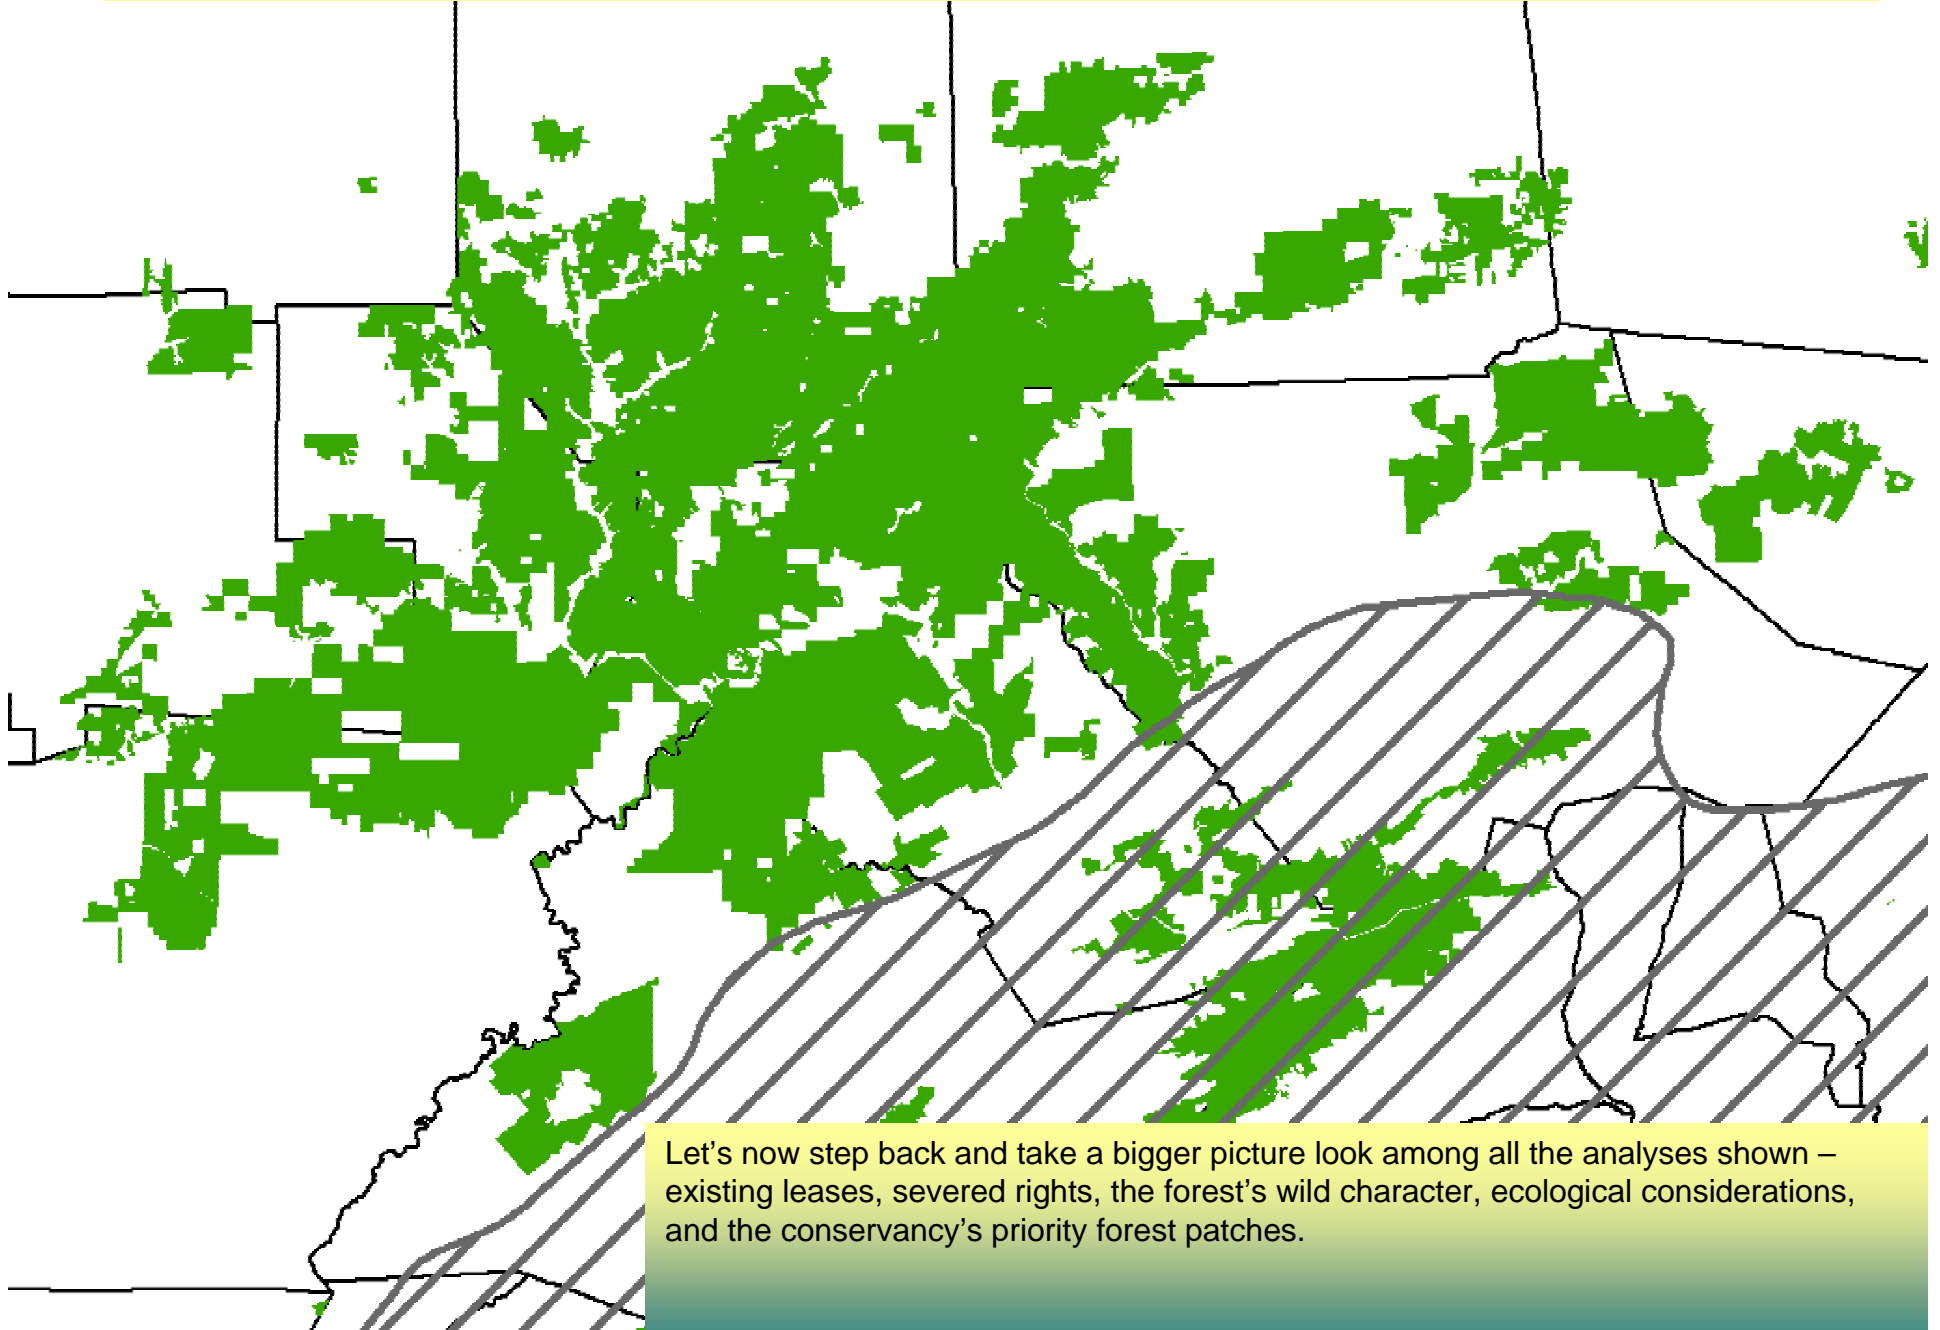 Let’s now step back and take a bigger picture look among all the analyses shown –
existing leases, severed rights, the forest’s wild character, ecological considerations,
and the conservancy’s priority forest patches.